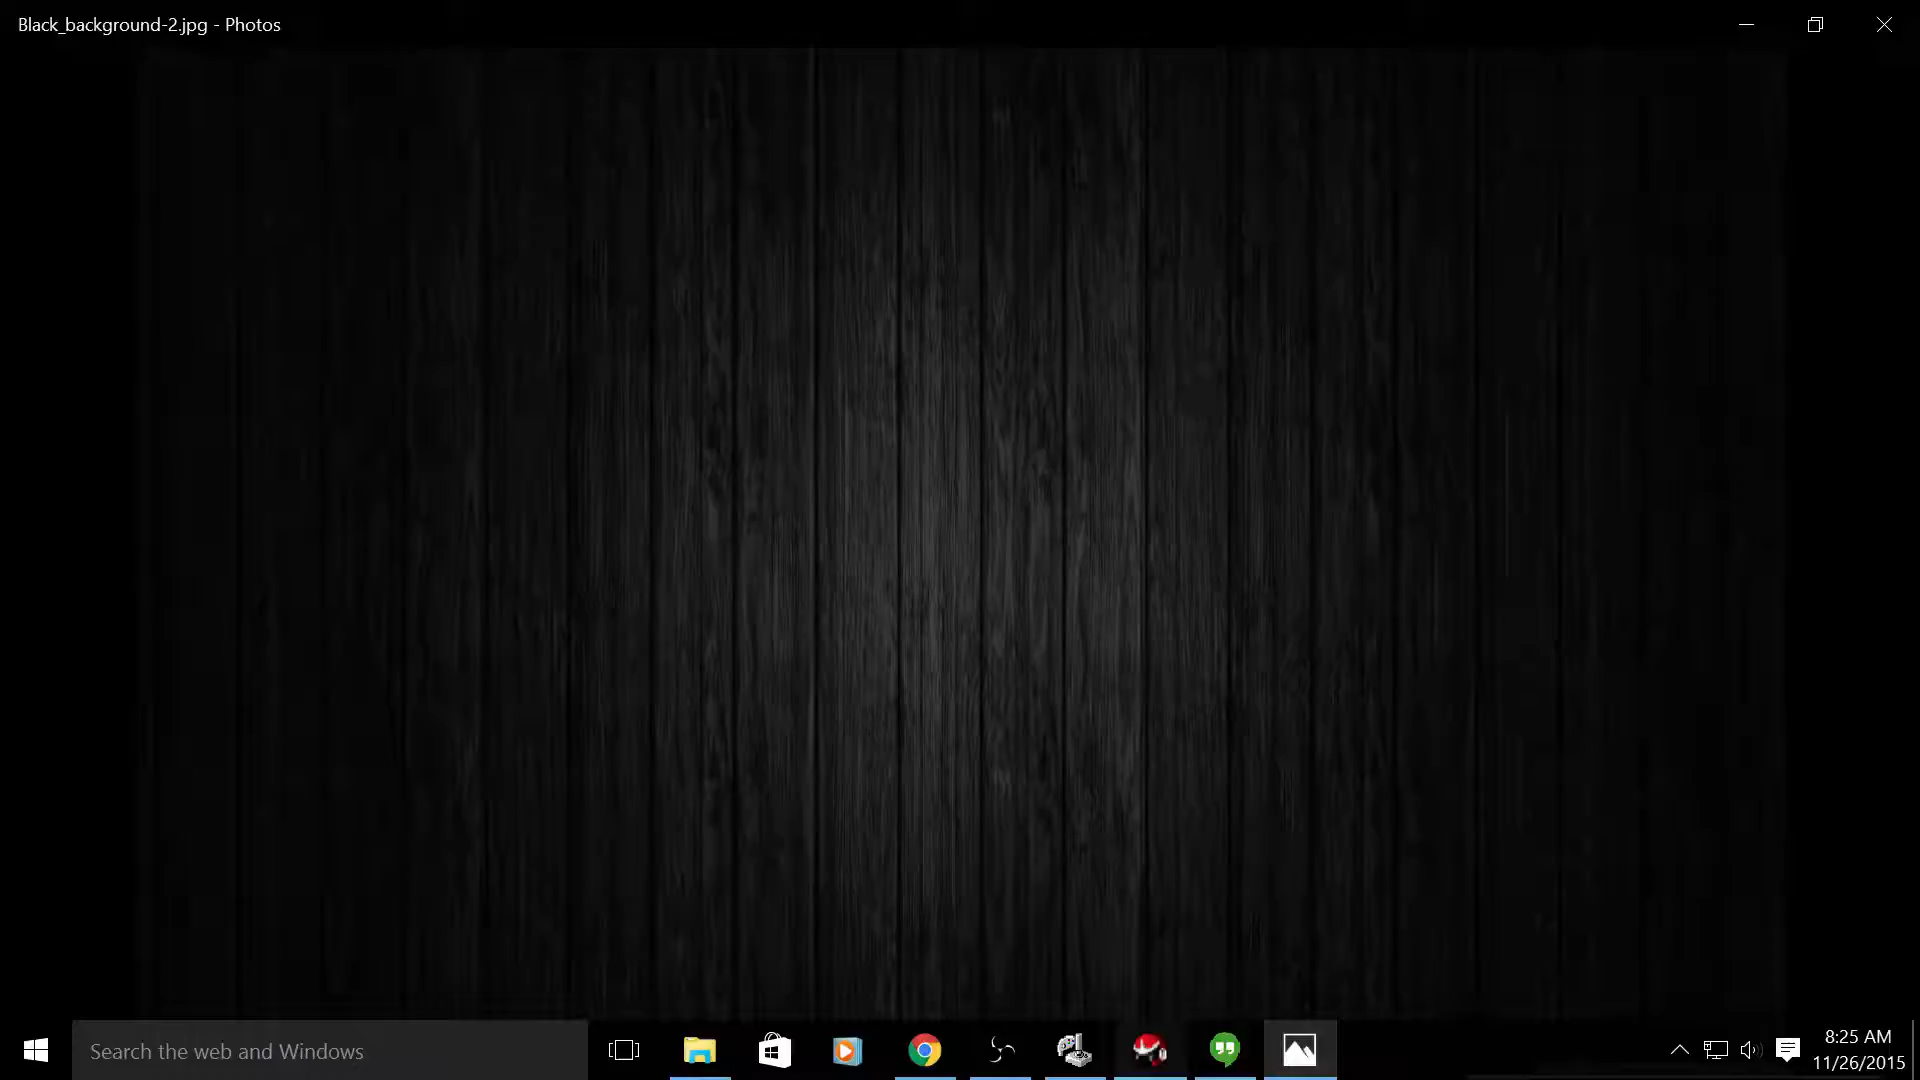 Black_background-2.jpg - Photos
Search the web and Windows
8:25 AM
11/26/2015